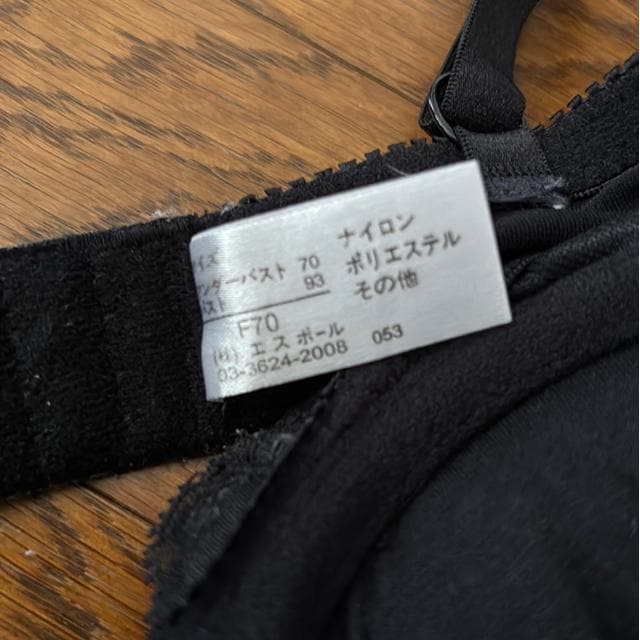 イズ
ンダーバスト 70
スト 93
F70
(株) エスポール 053
03-3624-2008
ナイロン
ポリエステル
その他